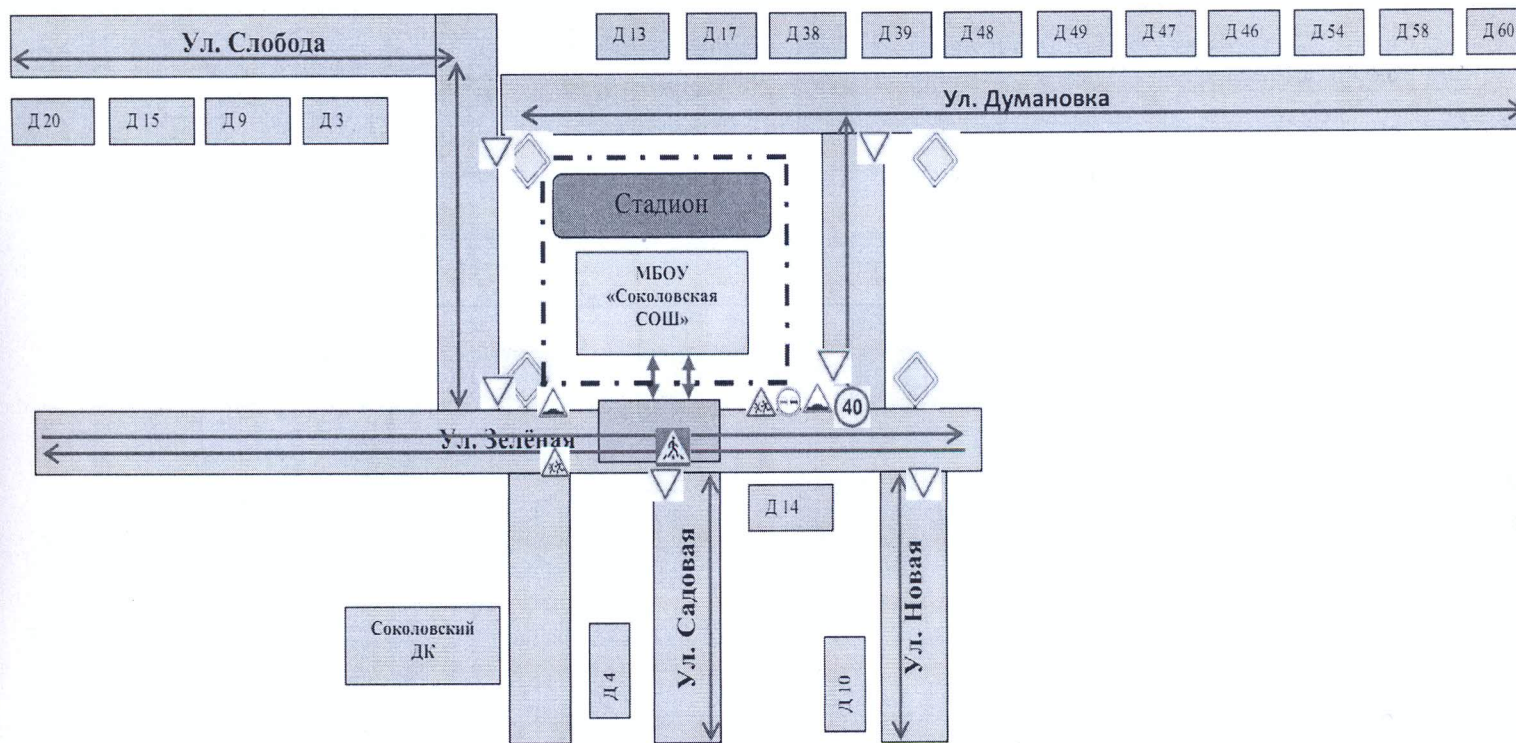 Ул. Слобода
Д 13
Д 17
Д 38
Д 39
Д 48
Д 49
Д 47
Д 46
Д 54
Д 58
Д 60
Ул. Думановка
Д 20
Д 15
Д 9
Д 3
Стадион
МБОУ
«Соколовская
СОШ»
40
Ул. Зелёная
Д 14
Соколовский
ДК
Д 4
Ул. Садовая
Д 10
Ул. Новая